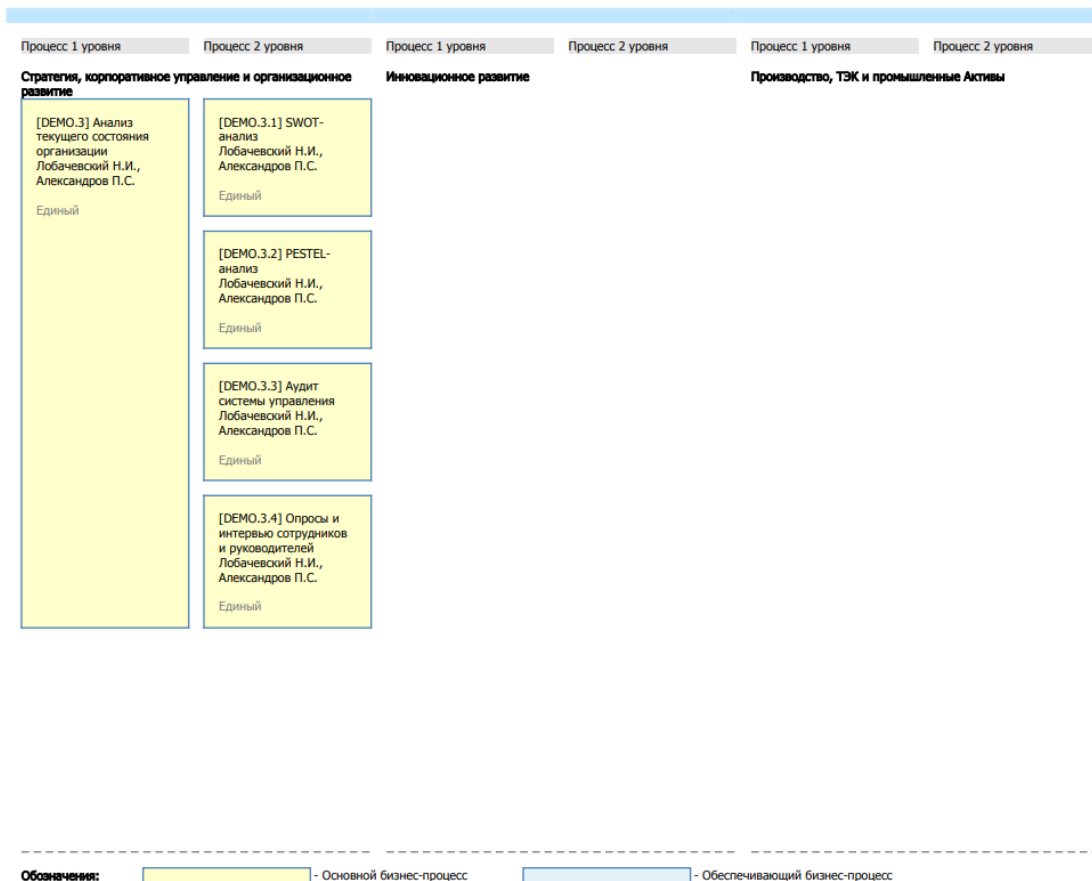 Процесс 1 уровня
Процесс 2 уровня
Процесс 1 уровня
Процесс 2 уровня
Процесс 1 уровня
Процесс 2 уровня
Стратегия, корпоративное управление и организационное
развитие
Инновационное развитие
Производство, ТЭК и промышленные Активы
[DEMO.3] Анализ
текущего состояния
организации
Лобачевский Н.И.,
Александров П.С.
Единый
[DEMO.3.1] SWOT-
анализ
Лобачевский Н.И.,
Александров П.С.
Единый
[DEMO.3.2] PESTEL-
анализ
Лобачевский Н.И.,
Александров П.С.
Единый
[DEMO.3.3] Аудит
системы управления
Лобачевский Н.И.,
Александров П.С.
Единый
[DEMO.3.4] Опросы и
интервью сотрудников
и руководителей
Лобачевский Н.И.,
Александров П.С.
Единый
Обозначения:
- Основной бизнес-процесс
- Обеспечивающий бизнес-процесс